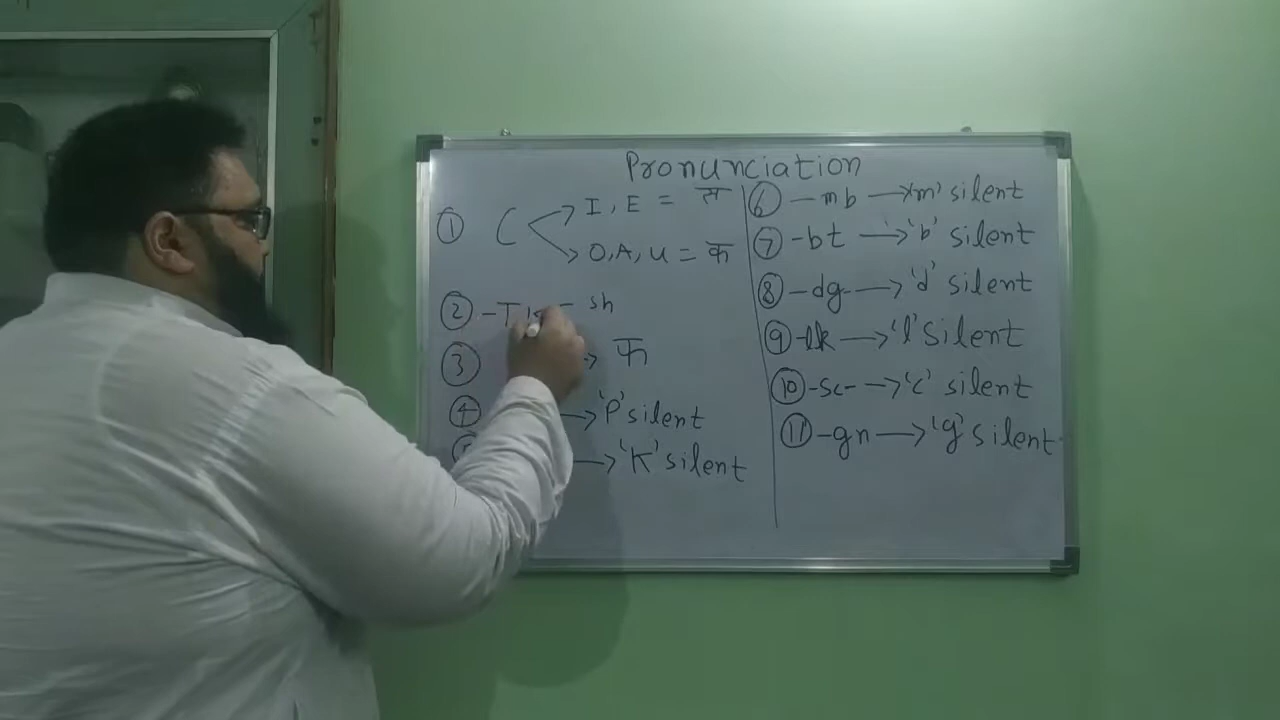 Pronunciation
① C → I, E = स
→ O, A, U = क
② -Ti sh
③ → फ
④ → 'P' silent
→ 'K' silent
⑥ - mb → 'm' silent
⑦ -bt → 'b' silent
⑧ -dg → 'd' silent
⑨ -lk → 'l' silent
⑩ -sc- → 'c' silent
⑪ -gn → 'g' silent